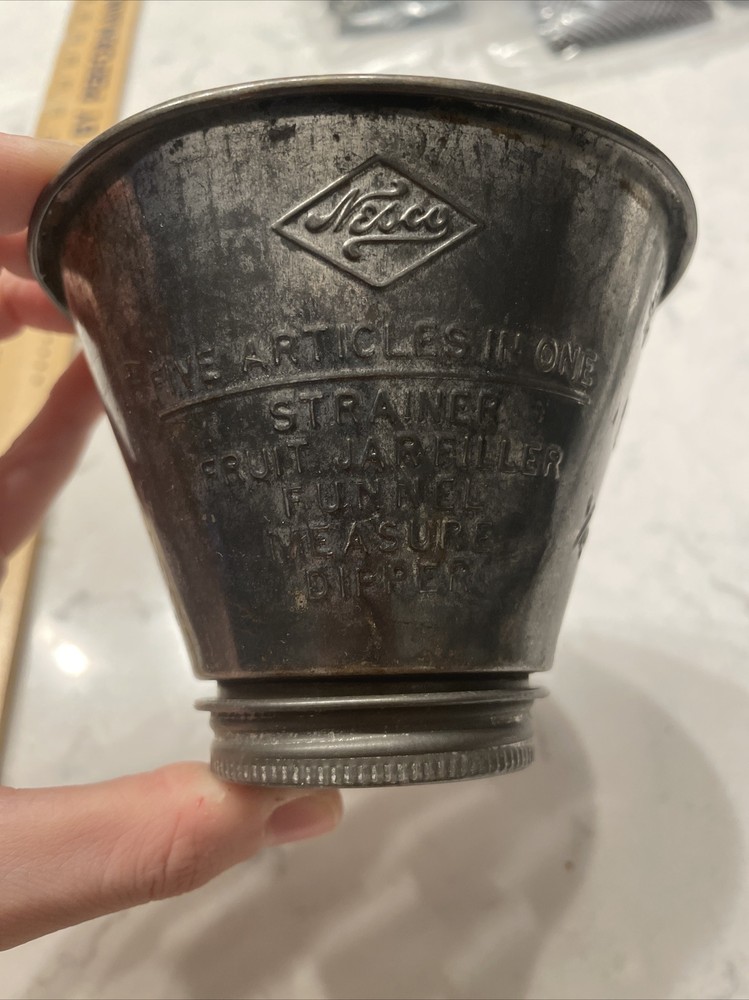 Nesco
FIVE ARTICLES IN ONE
STRAINER
FRUIT JAR FILLER
FUNNEL
MEASURE
DIPPER